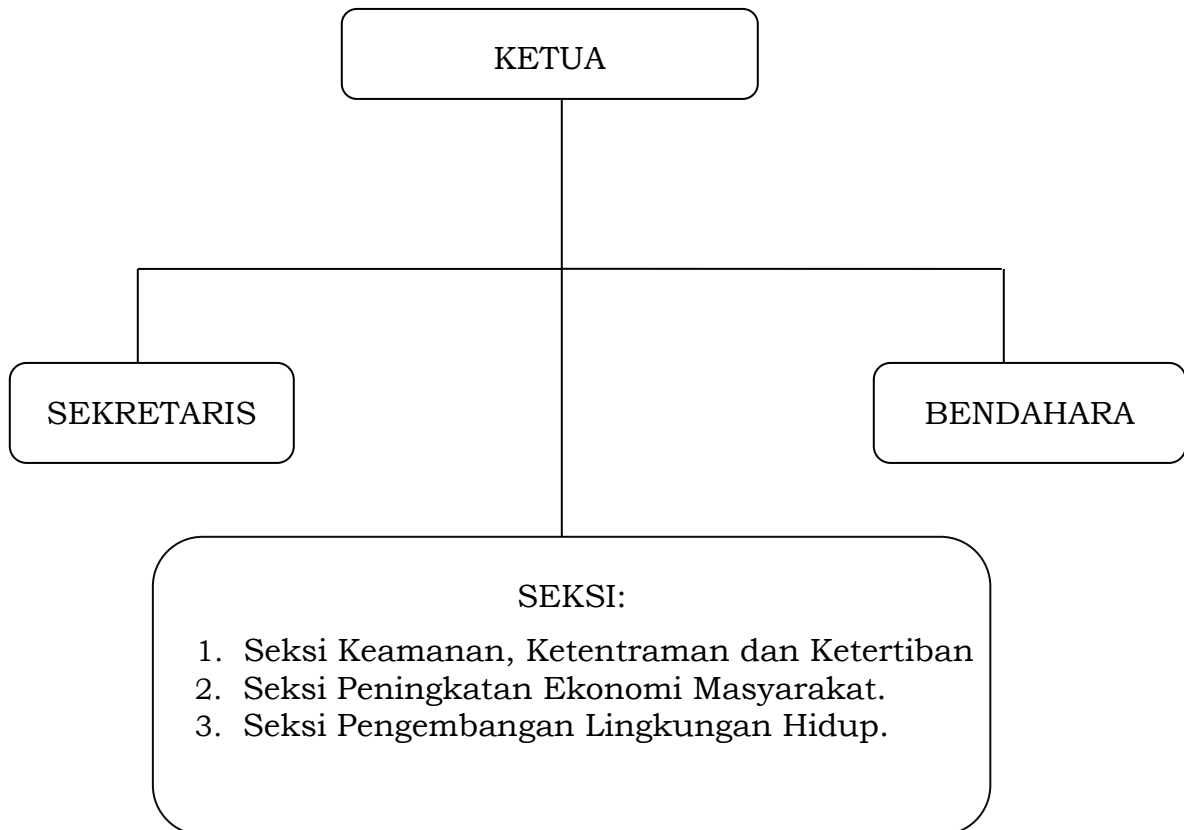 KETUA
SEKRETARIS
BENDAHARA
SEKSI:
1. Seksi Keamanan, Ketentraman dan Ketertiban
2. Seksi Peningkatan Ekonomi Masyarakat.
3. Seksi Pengembangan Lingkungan Hidup.